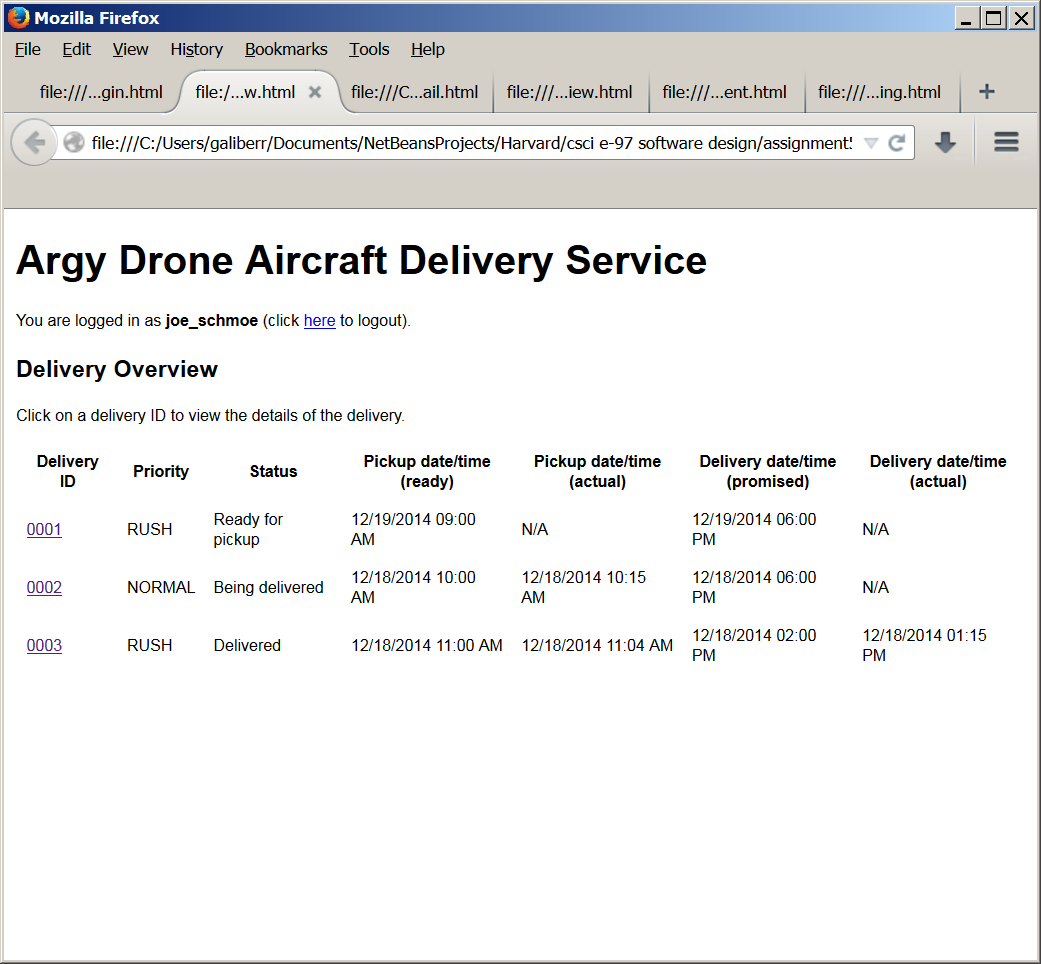 Mozilla Firefox
File Edit View History Bookmarks Tools Help
file:///...gin.html file:/...w.html file:///C...ail.html file:///...iew.html file:///...ent.html file:///...ing.html
file:///C:/Users/galiberr/Documents/NetBeansProjects/Harvard/csci e-97 software design/assignment5
Argy Drone Aircraft Delivery Service
You are logged in as joe_schmoe (click here to logout).
Delivery Overview
Click on a delivery ID to view the details of the delivery.
Delivery ID Priority Status Pickup date/time (ready) Pickup date/time (actual) Delivery date/time (promised) Delivery date/time (actual)
0001 RUSH Ready for pickup 12/19/2014 09:00 AM N/A 12/19/2014 06:00 PM N/A
0002 NORMAL Being delivered 12/18/2014 10:00 AM 12/18/2014 10:15 AM 12/18/2014 06:00 PM N/A
0003 RUSH Delivered 12/18/2014 11:00 AM 12/18/2014 11:04 AM 12/18/2014 02:00 PM 12/18/2014 01:15 PM